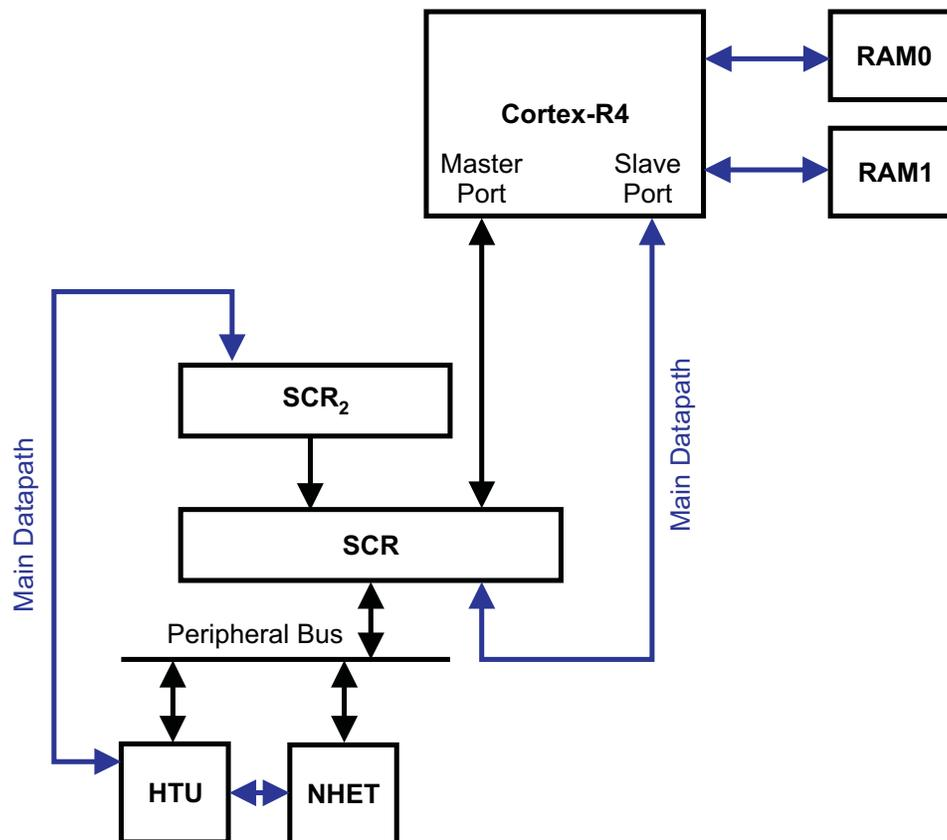 RAM0
Cortex-R4
Master
Port
Slave
Port
RAM1
Main Datapath
SCR2
Main Datapath
SCR
Peripheral Bus
HTU
NHET